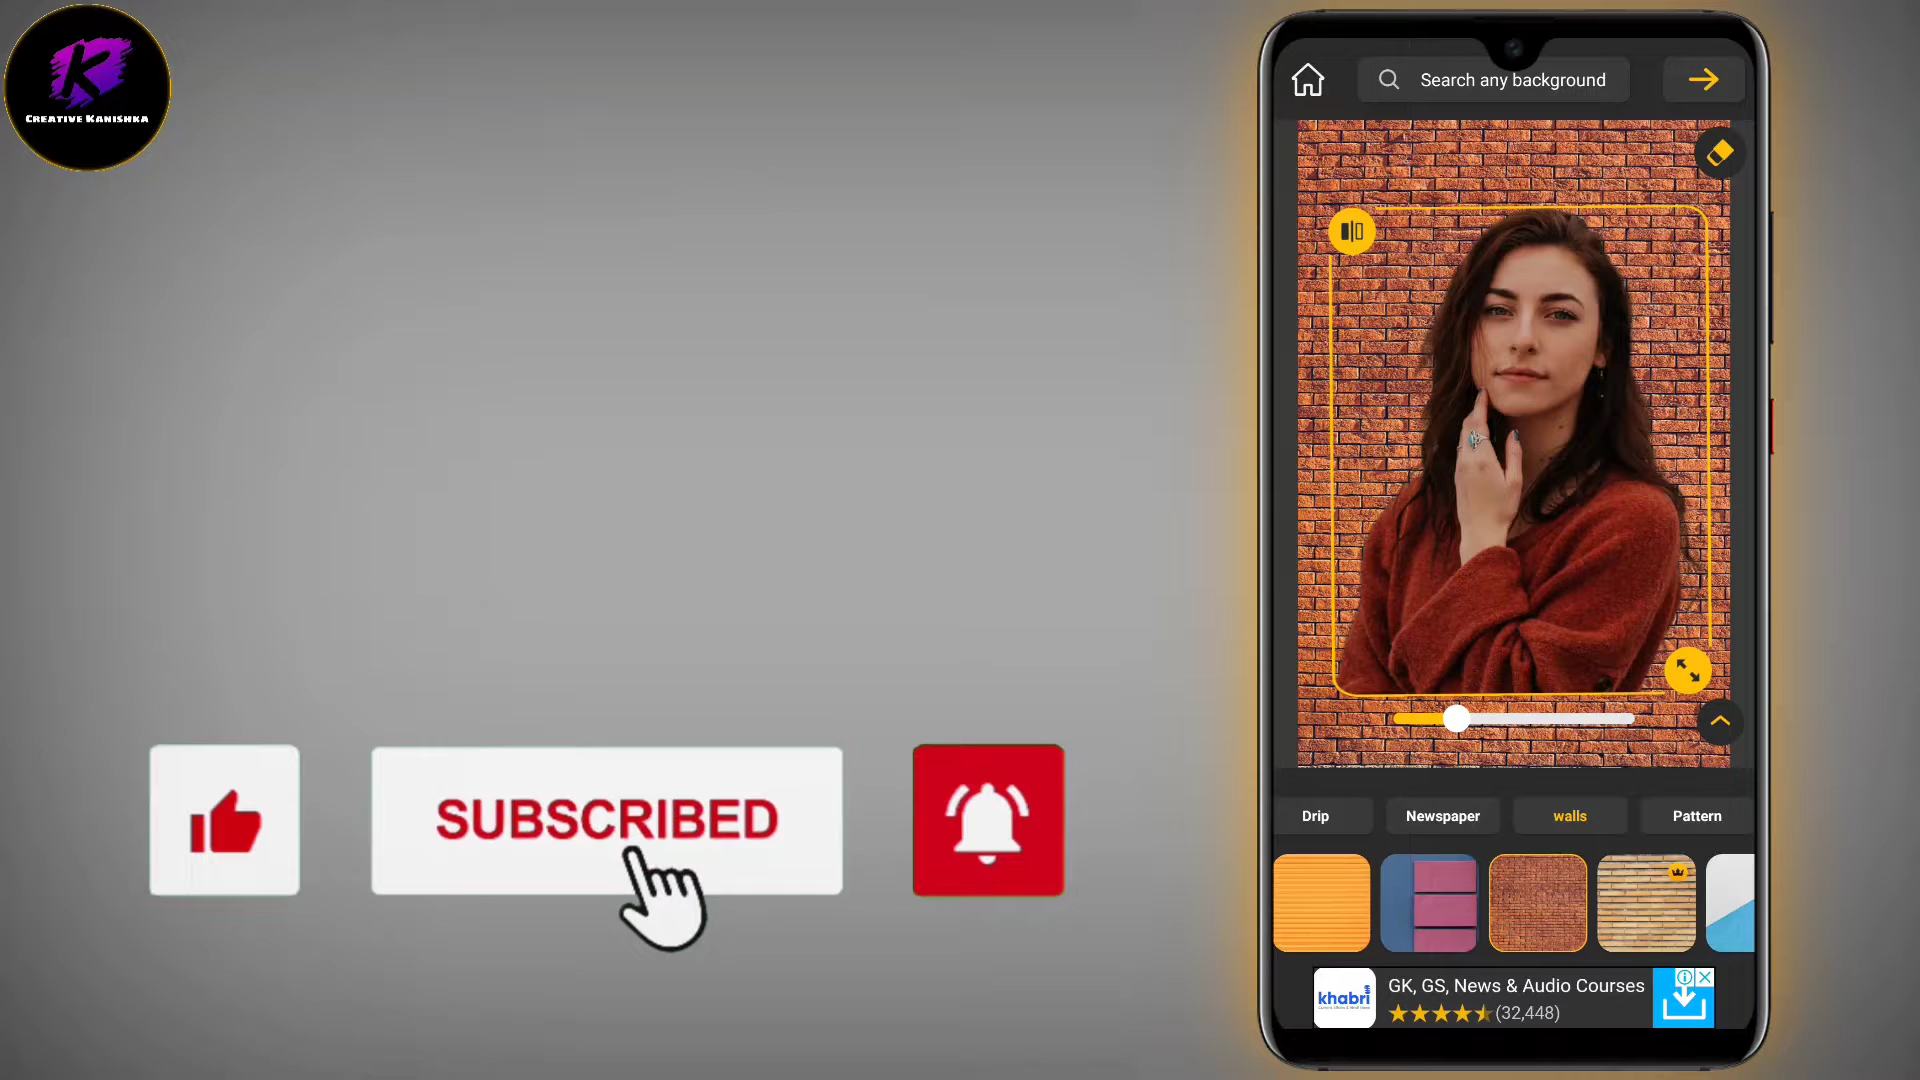 K
CREATIVE KANISHKA
SUBSCRIBED
Search any background
Drip
Newspaper
walls
Pattern
khabri
GK, GS, News & Audio Courses
(32,448)